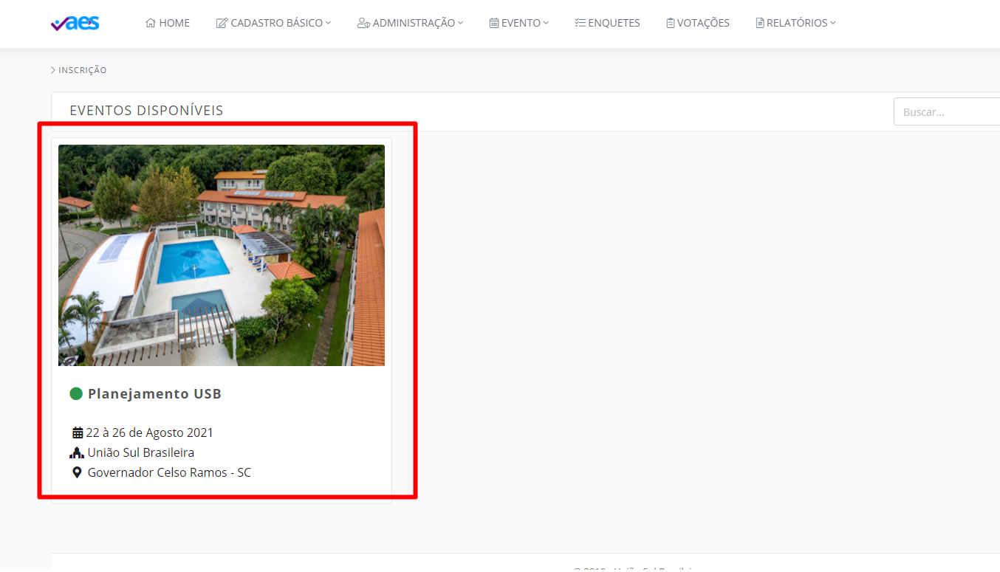 aes
HOME
CADASTRO BÁSICO
ADMINISTRAÇÃO
EVENTO
ENQUETES
VOTAÇÕES
RELATÓRIOS
INSCRIÇÃO
EVENTOS DISPONÍVEIS
Buscar...
Planejamento USB
22 à 26 de Agosto 2021
União Sul Brasileira
Governador Celso Ramos - SC